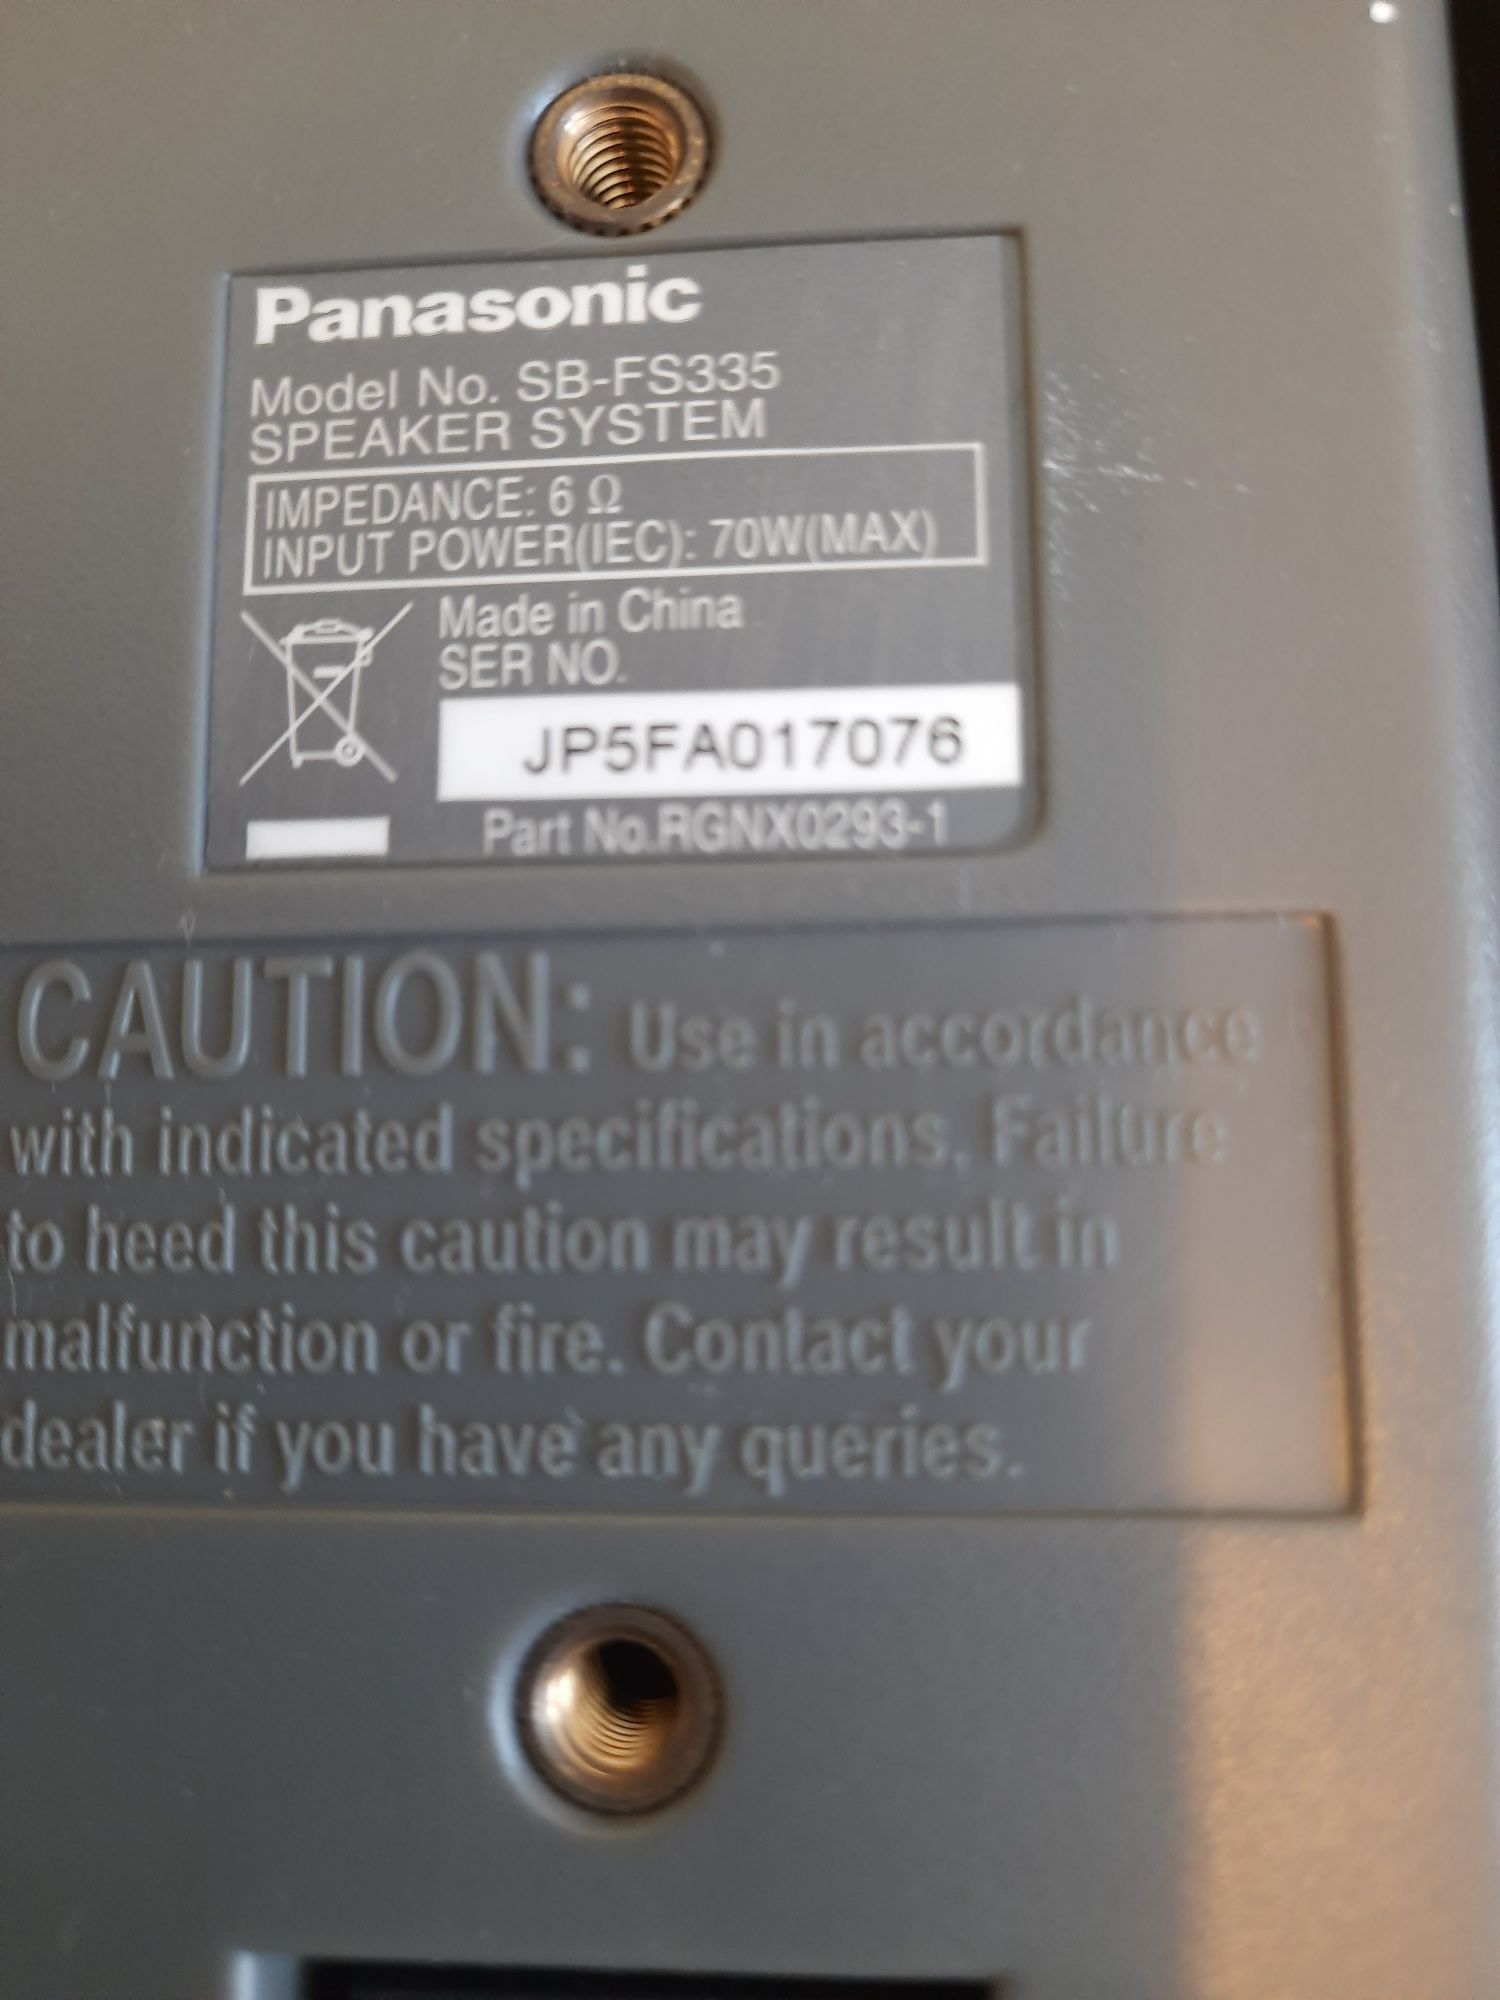 Panasonic
Model No. SB-FS335
SPEAKER SYSTEM
IMPEDANCE: 6 Ω
INPUT POWER(IEC): 70W(MAX)
Made in China
SER NO.
JP5FA017076
Part No.RGNX0293-1
CAUTION: Use in accordance
with indicated specifications. Failure
to heed this caution may result in
malfunction or fire. Contact your
dealer if you have any queries.